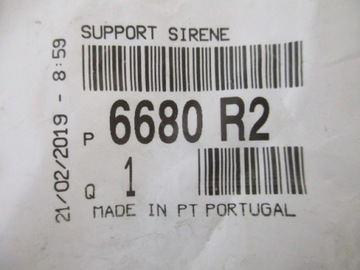 SUPPORT SIRENE
P 6680 R2
Q 1
MADE IN PT PORTUGAL
21/02/2019 - 8:59